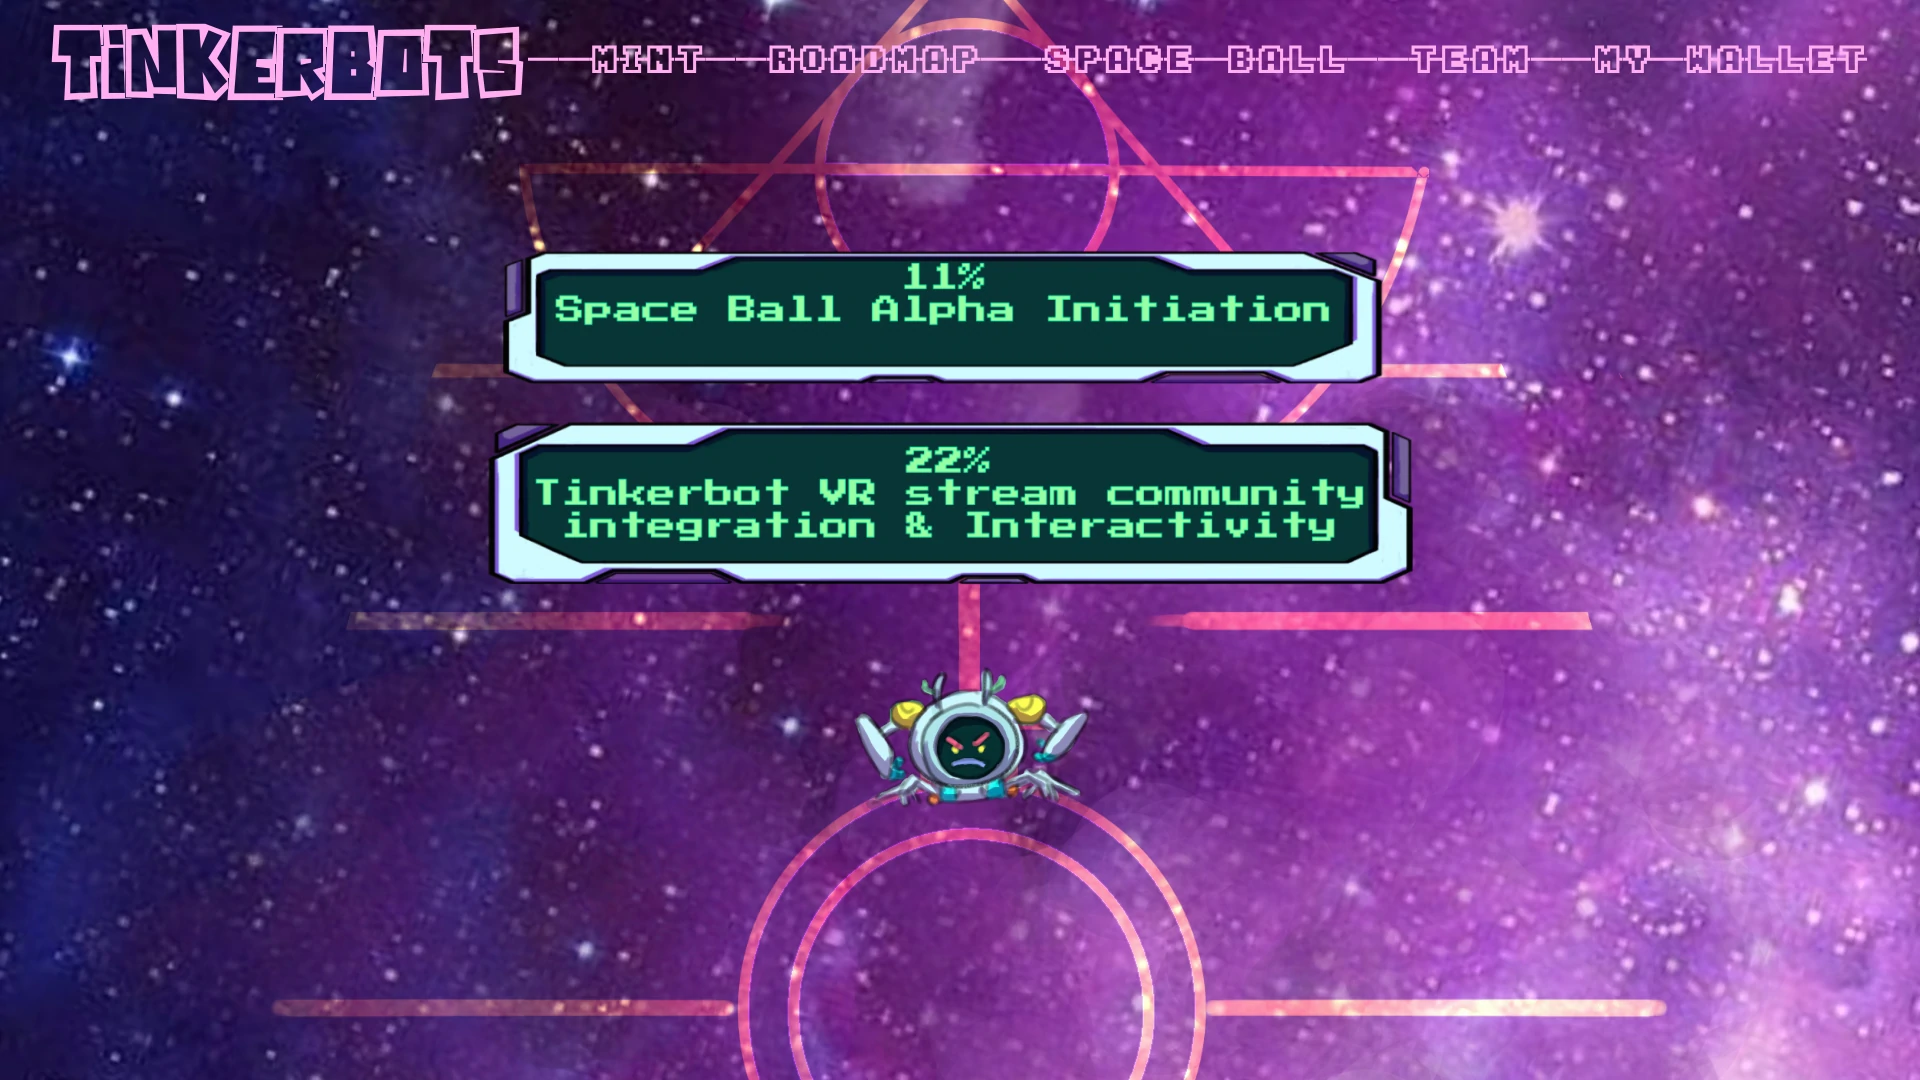 TiNKERBOTS
MINT ROADMAP SPACE BALL TEAM MY WALLET
11%
Space Ball Alpha Initiation
22%
Tinkerbot VR stream community
integration & Interactivity